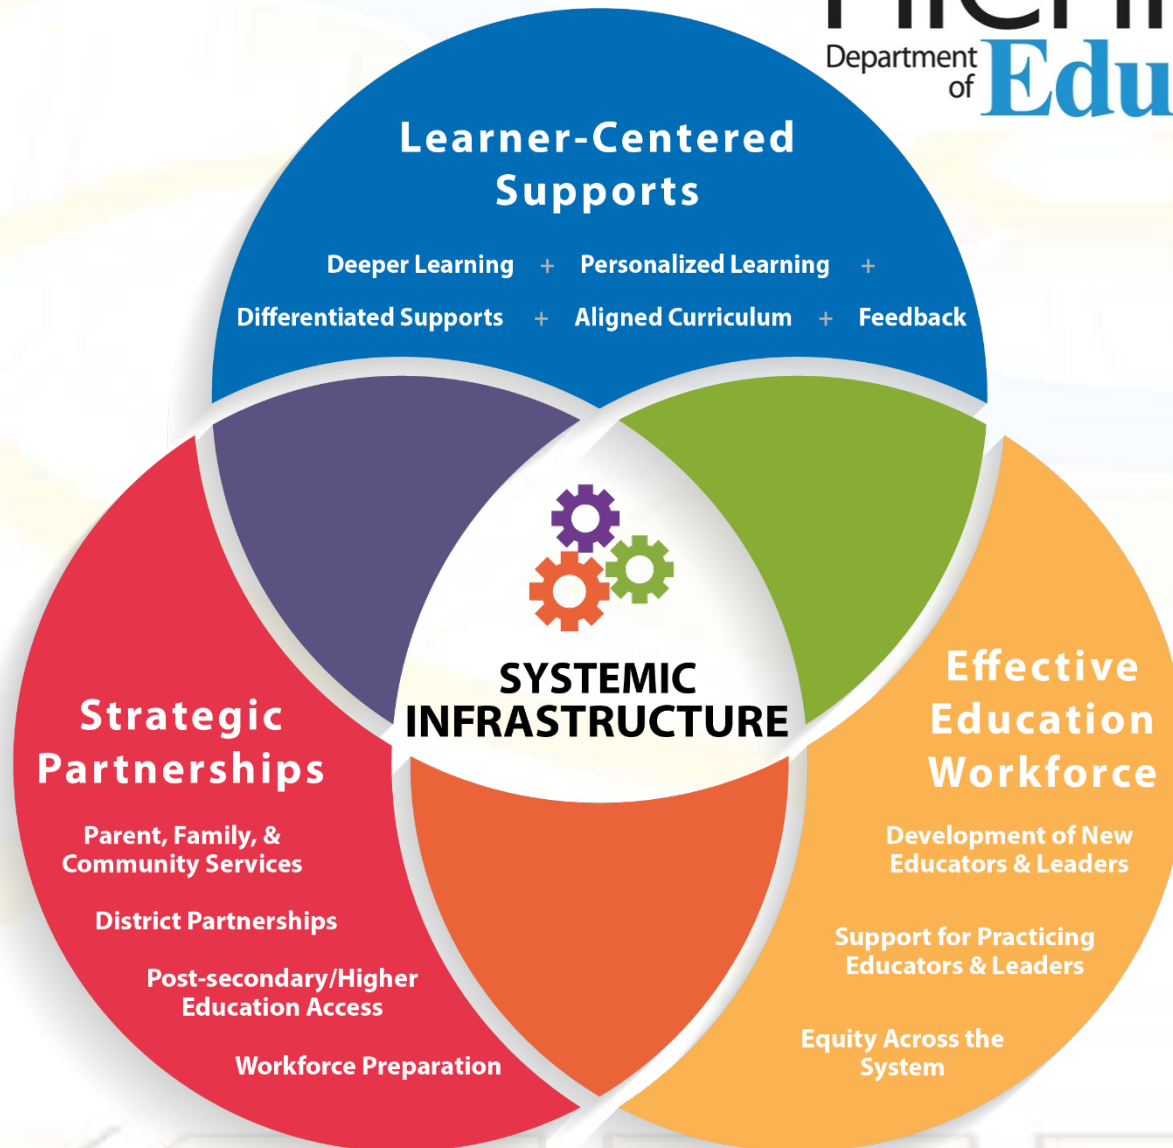 Department
of Edu
Learner-Centered
Supports
Deeper Learning + Personalized Learning +
Differentiated Supports + Aligned Curriculum + Feedback
SYSTEMIC
INFRASTRUCTURE
Strategic
Partnerships
Parent, Family, &
Community Services
District Partnerships
Post-secondary/Higher
Education Access
Workforce Preparation
Effective
Education
Workforce
Development of New
Educators & Leaders
Support for Practicing
Educators & Leaders
Equity Across the
System